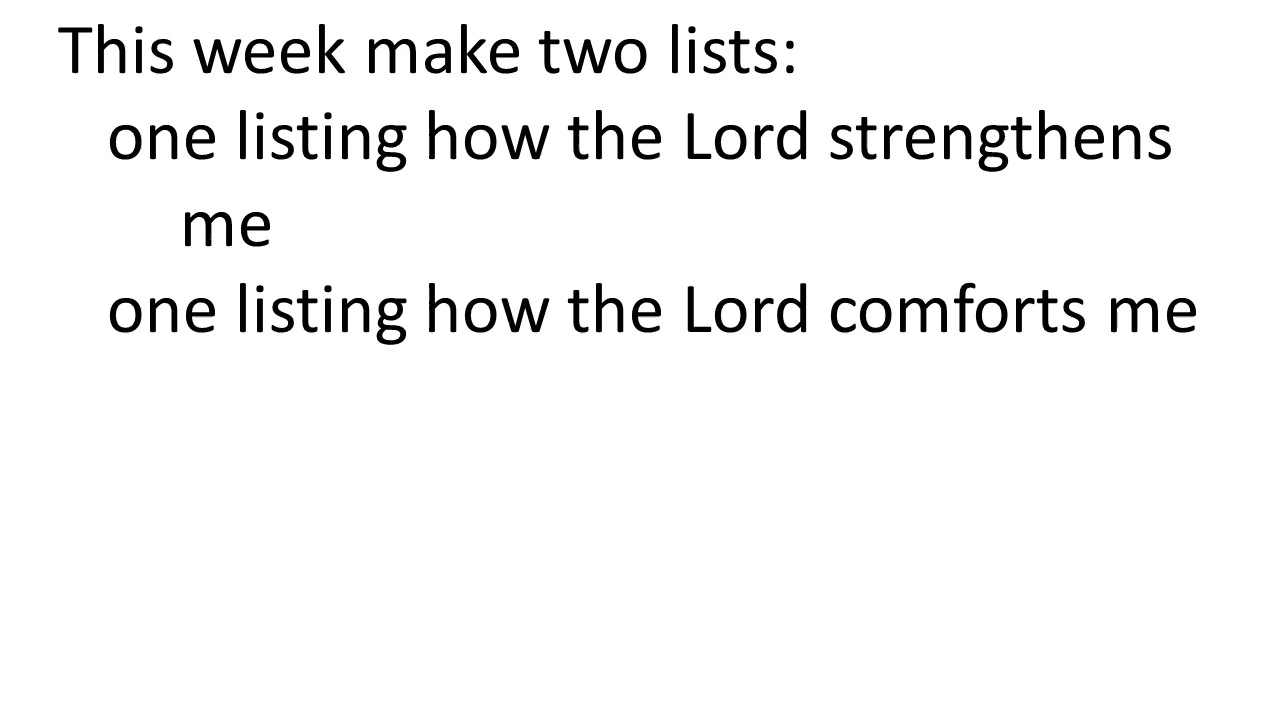 This week make two lists:
one listing how the Lord strengthens
me
one listing how the Lord comforts me